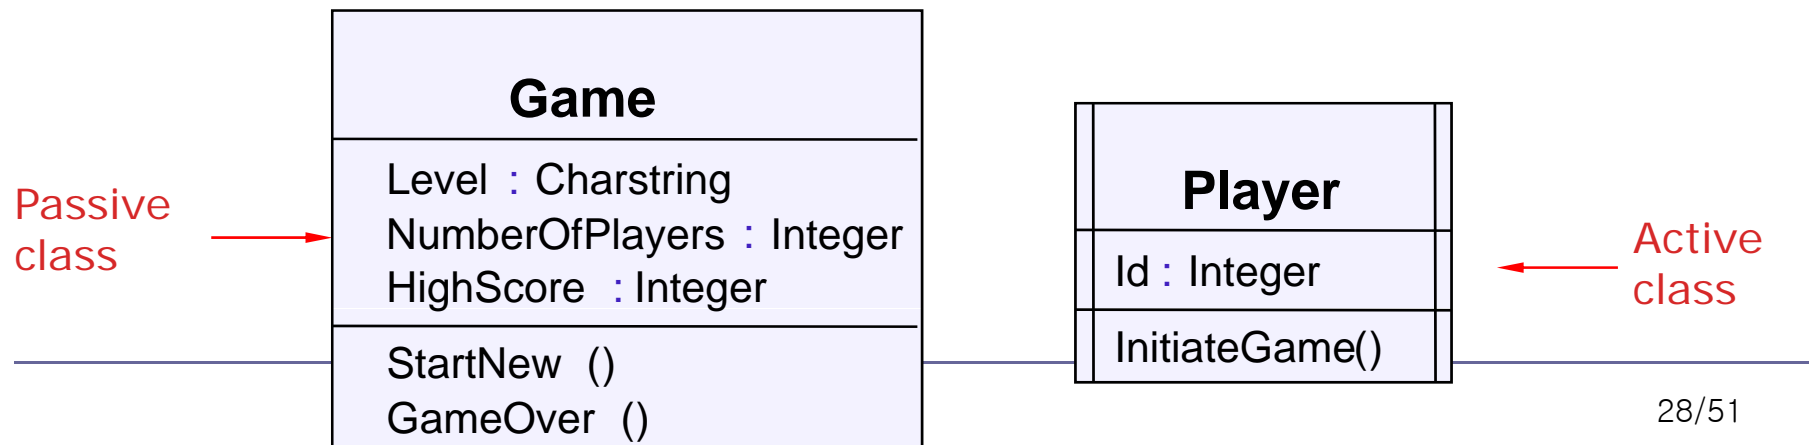 Passive
class
Game
Level : Charstring
NumberOfPlayers : Integer
HighScore : Integer
StartNew ()
GameOver ()
Player
Id : Integer
InitiateGame()
Active
class
28/51